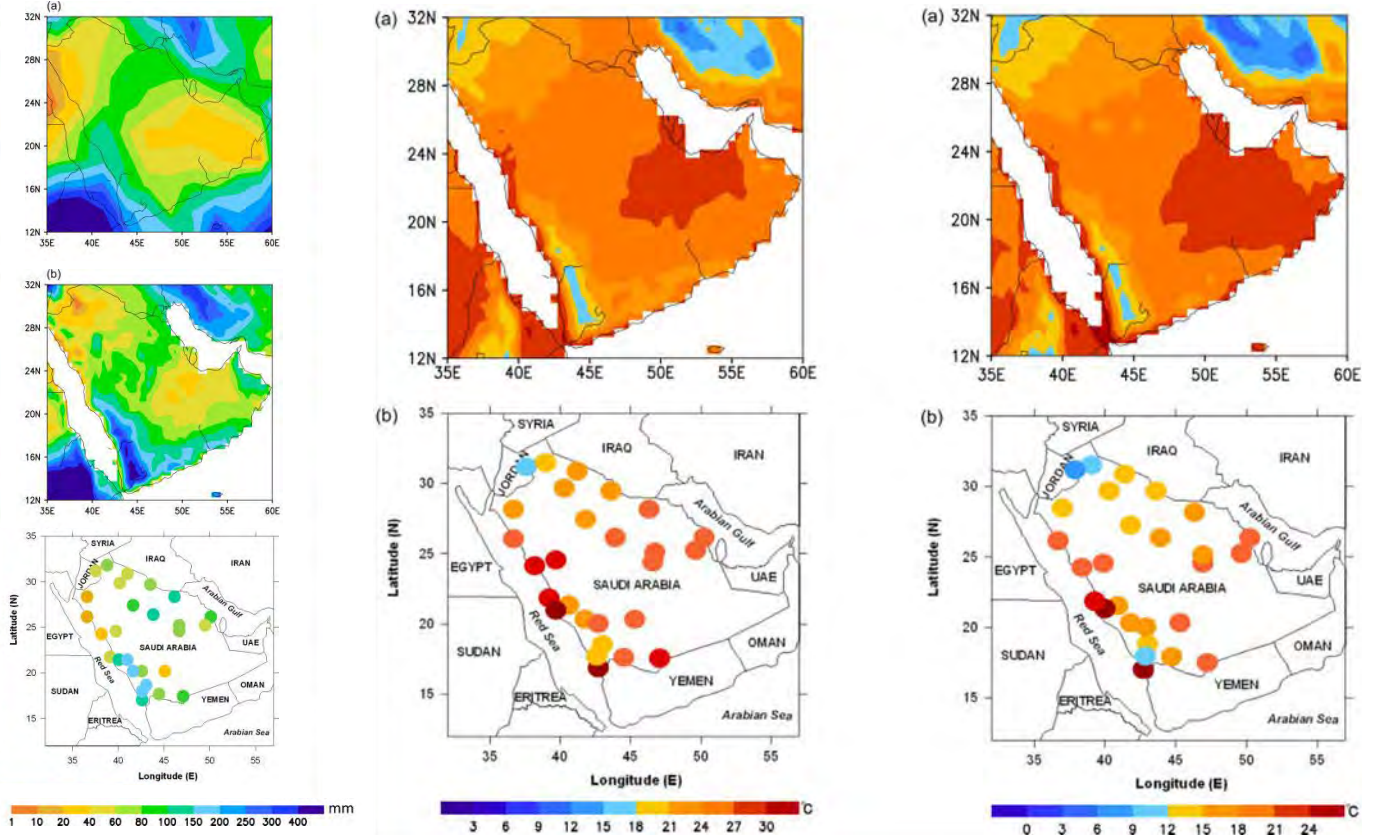 (a)
32N
28N
24N
20N
16N
12N
35E 40E 45E 50E 55E 60E
(b)
32N
28N
24N
20N
16N
12N
35E 40E 45E 50E 55E 60E
35
30
25
20
15
Latitude (N)
SYRIA
IRAQ
IRAN
JORDAN
Arabian Gulf
EGYPT
SAUDI ARABIA
UAE
Red Sea
OMAN
SUDAN
YEMEN
ERITREA
Arabian Sea
35 40 45 50 55
Longitude (E)
1 10 20 40 60 80 100 150 200 250 300 400 mm
(a)
32N
28N
24N
20N
16N
12N
35E 40E 45E 50E 55E 60E
(b)
35
30
25
20
15
Latitude (N)
SYRIA
IRAQ
IRAN
JORDAN
Arabian Gulf
EGYPT
SAUDI ARABIA
UAE
Red Sea
OMAN
SUDAN
YEMEN
ERITREA
Arabian Sea
35 40 45 50 55
Longitude (E)
3 6 9 12 15 18 21 24 27 30 °C
(a)
32N
28N
24N
20N
16N
12N
35E 40E 45E 50E 55E 60E
(b)
35
30
25
20
15
Latitude (N)
SYRIA
IRAQ
IRAN
JORDAN
Arabian Gulf
EGYPT
SAUDI ARABIA
UAE
Red Sea
OMAN
SUDAN
YEMEN
ERITREA
Arabian Sea
35 40 45 50 55
Longitude (E)
0 3 6 9 12 15 18 21 24 °C